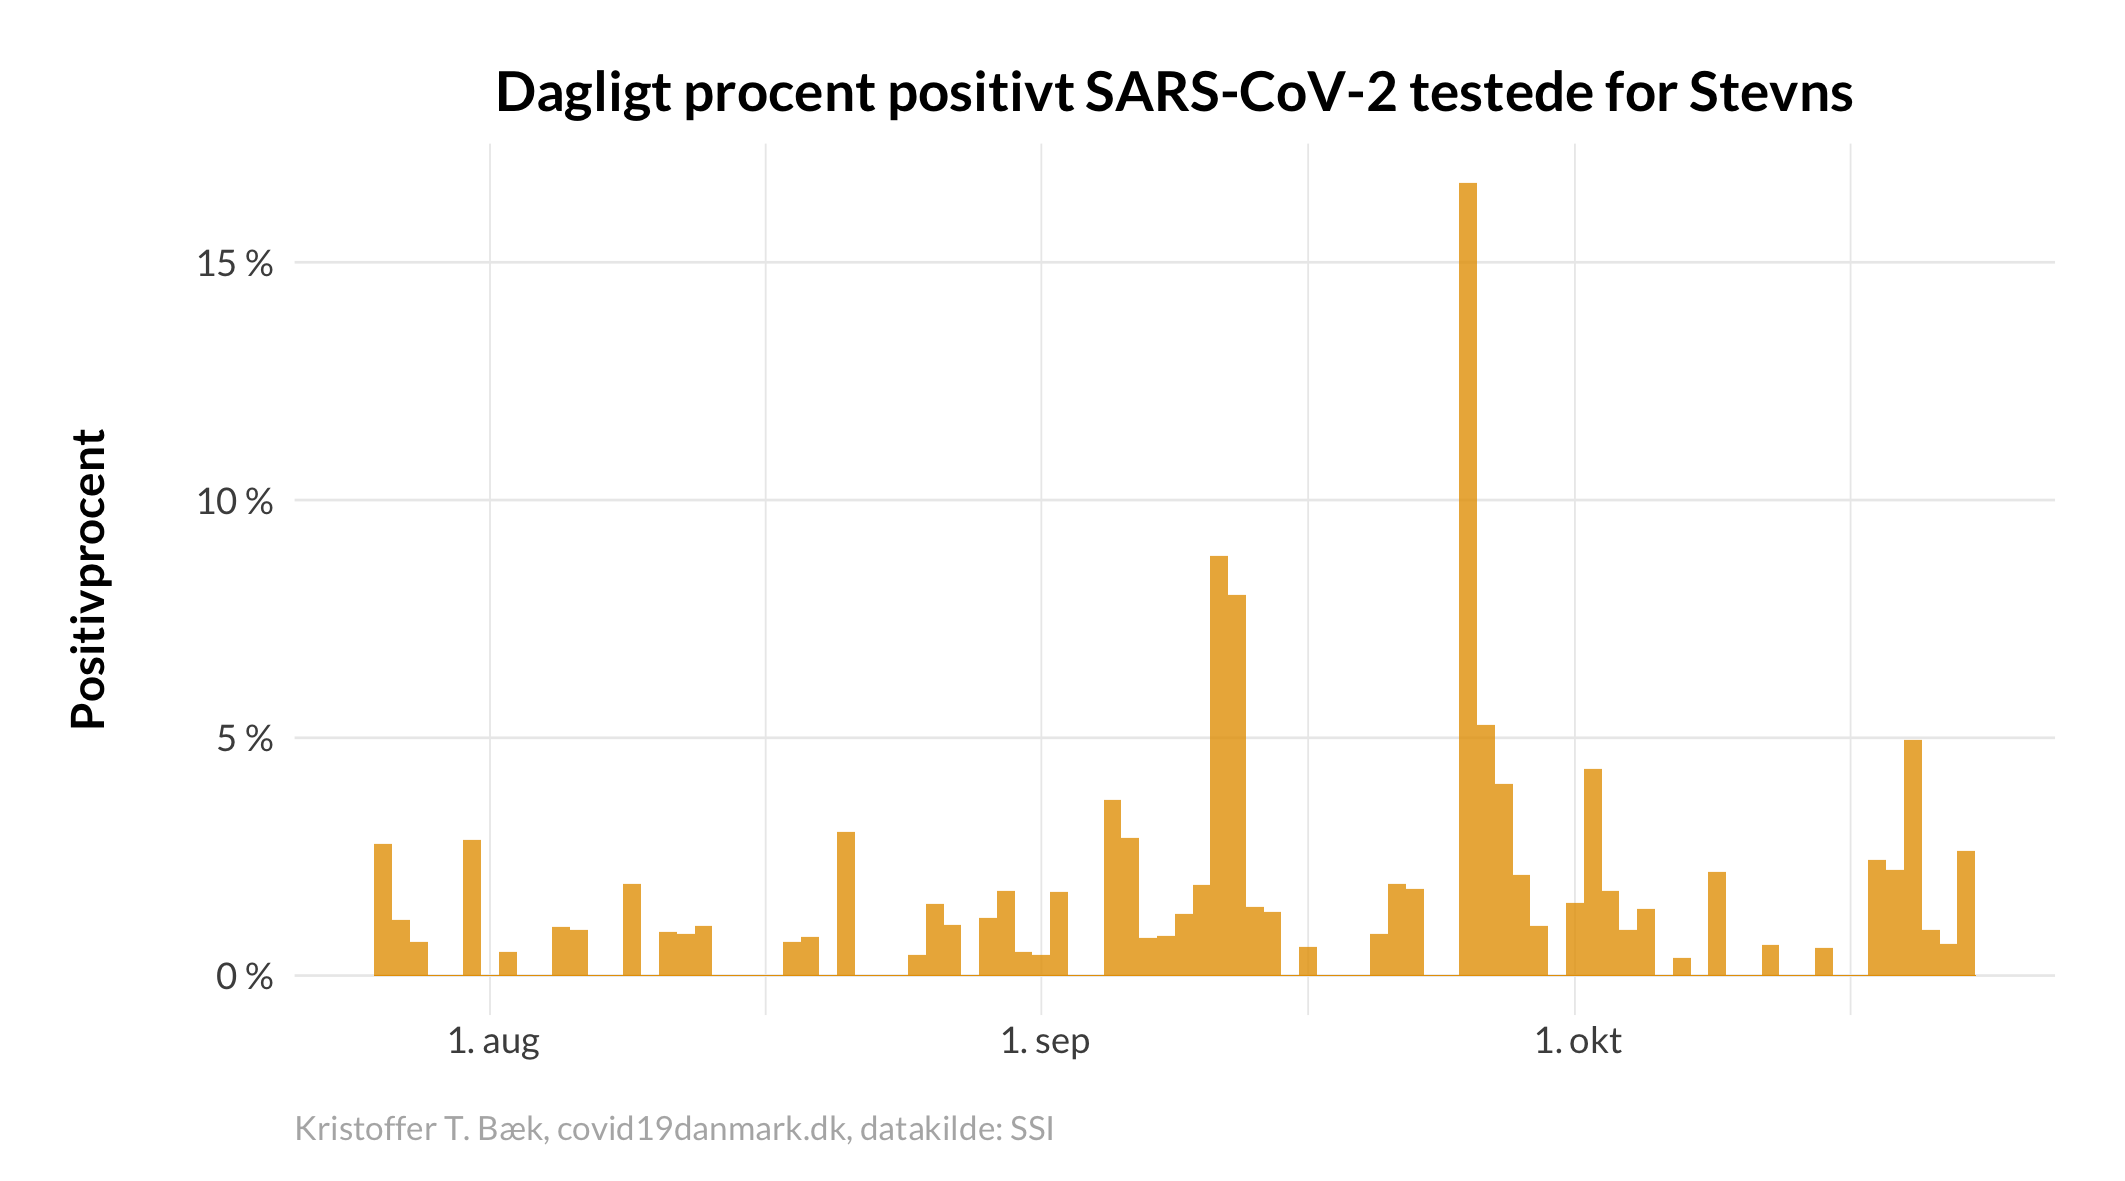 Dagligt procent positivt SARS-CoV-2 testede for Stevns
Positivprocent
15 %
10 %
5 %
0 %
1. aug
1. sep
1. okt
Kristoffer T. Bæk, covid19danmark.dk, datakilde: SSI